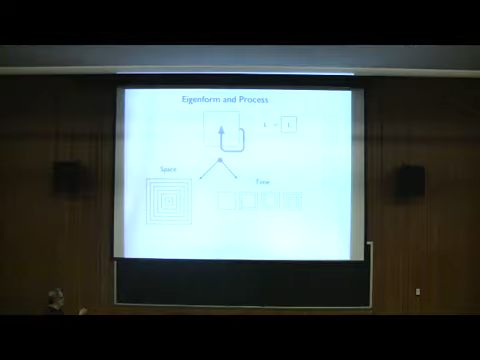 Eigenform and Process
L = L
Space
Time